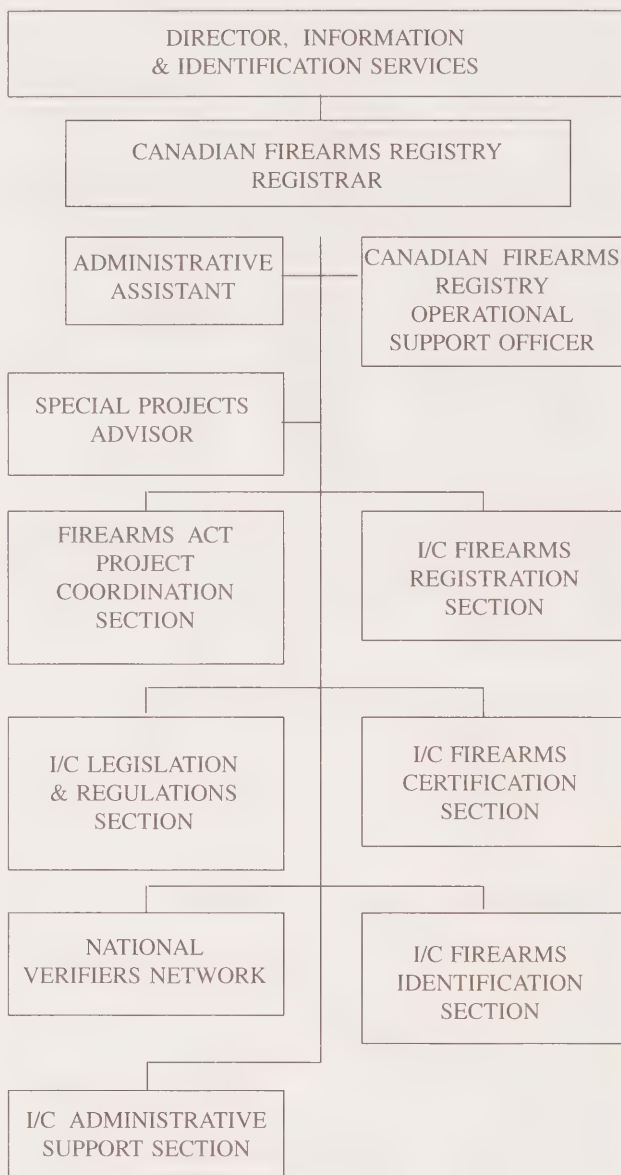 DIRECTOR, INFORMATION
& IDENTIFICATION SERVICES
CANADIAN FIREARMS REGISTRY
REGISTRAR
ADMINISTRATIVE
ASSISTANT
CANADIAN FIREARMS
REGISTRY
OPERATIONAL
SUPPORT OFFICER
SPECIAL PROJECTS
ADVISOR
FIREARMS ACT
PROJECT
COORDINATION
SECTION
I/C FIREARMS
REGISTRATION
SECTION
I/C LEGISLATION
& REGULATIONS
SECTION
I/C FIREARMS
CERTIFICATION
SECTION
NATIONAL
VERIFIERS NETWORK
I/C FIREARMS
IDENTIFICATION
SECTION
I/C ADMINISTRATIVE
SUPPORT SECTION